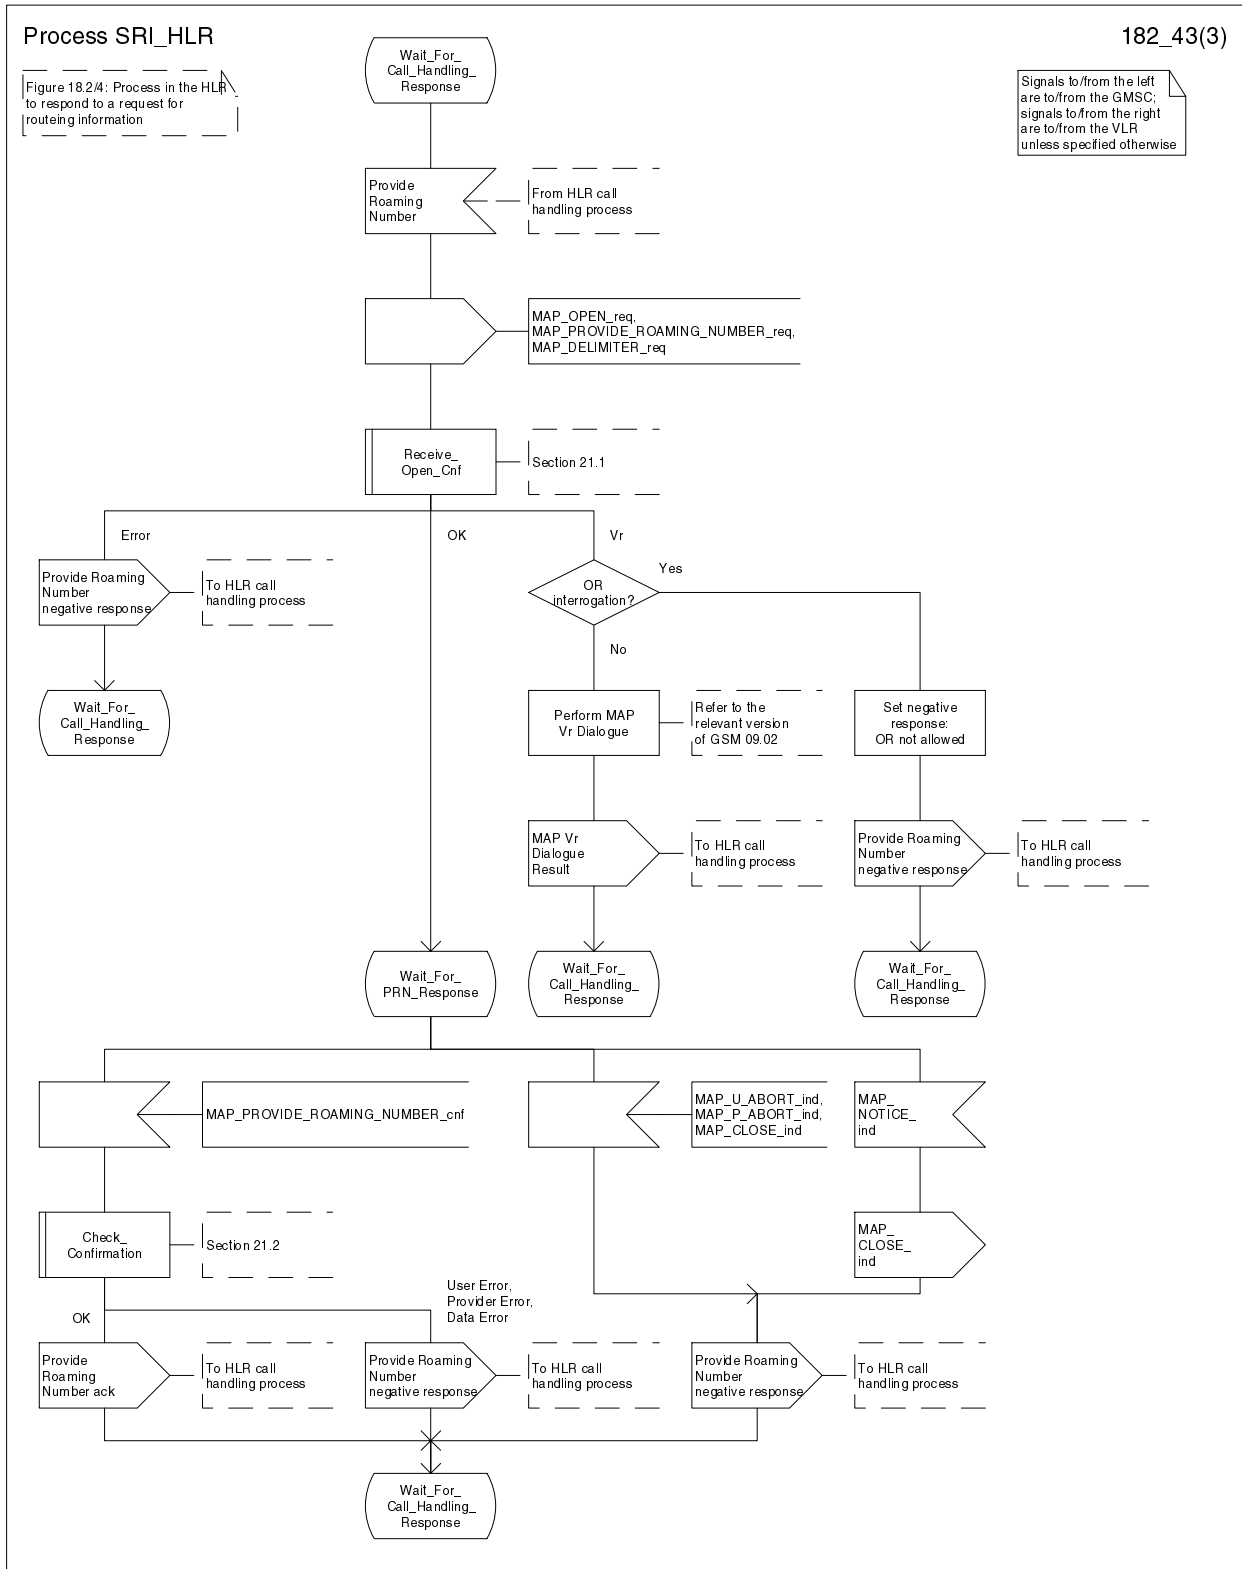 Process SRI_HLR
182_43(3)
Figure 18.2/4: Process in the HLR
to respond to a request for
routeing information
Wait_For_
Call_Handling_
Response
Signals to/from the left
are to/from the GMSC;
signals to/from the right
are to/from the VLR
unless specified otherwise
Provide
Roaming
Number
From HLR call
handling process
MAP_OPEN_req,
MAP_PROVIDE_ROAMING_NUMBER_req,
MAP_DELIMITER_req
Receive_
Open_Cnf
Section 21.1
Error
OK
Vr
Provide Roaming
Number
negative response
To HLR call
handling process
OR
interrogation?
Yes
No
Wait_For_
Call_Handling_
Response
Perform MAP
Vr Dialogue
Refer to the
relevant version
of GSM 09.02
Set negative
response:
OR not allowed
MAP Vr
Dialogue
Result
To HLR call
handling process
Provide Roaming
Number
negative response
To HLR call
handling process
Wait_For_
PRN_Response
Wait_For_
Call_Handling_
Response
Wait_For_
Call_Handling_
Response
MAP_PROVIDE_ROAMING_NUMBER_cnf
MAP_U_ABORT_ind,
MAP_P_ABORT_ind,
MAP_CLOSE_ind
MAP_
NOTICE_
ind
Check_
Confirmation
Section 21.2
MAP_
CLOSE_
ind
OK
User Error,
Provider Error,
Data Error
Provide
Roaming
Number ack
To HLR call
handling process
Provide Roaming
Number
negative response
To HLR call
handling process
Provide Roaming
Number
negative response
To HLR call
handling process
Wait_For_
Call_Handling_
Response